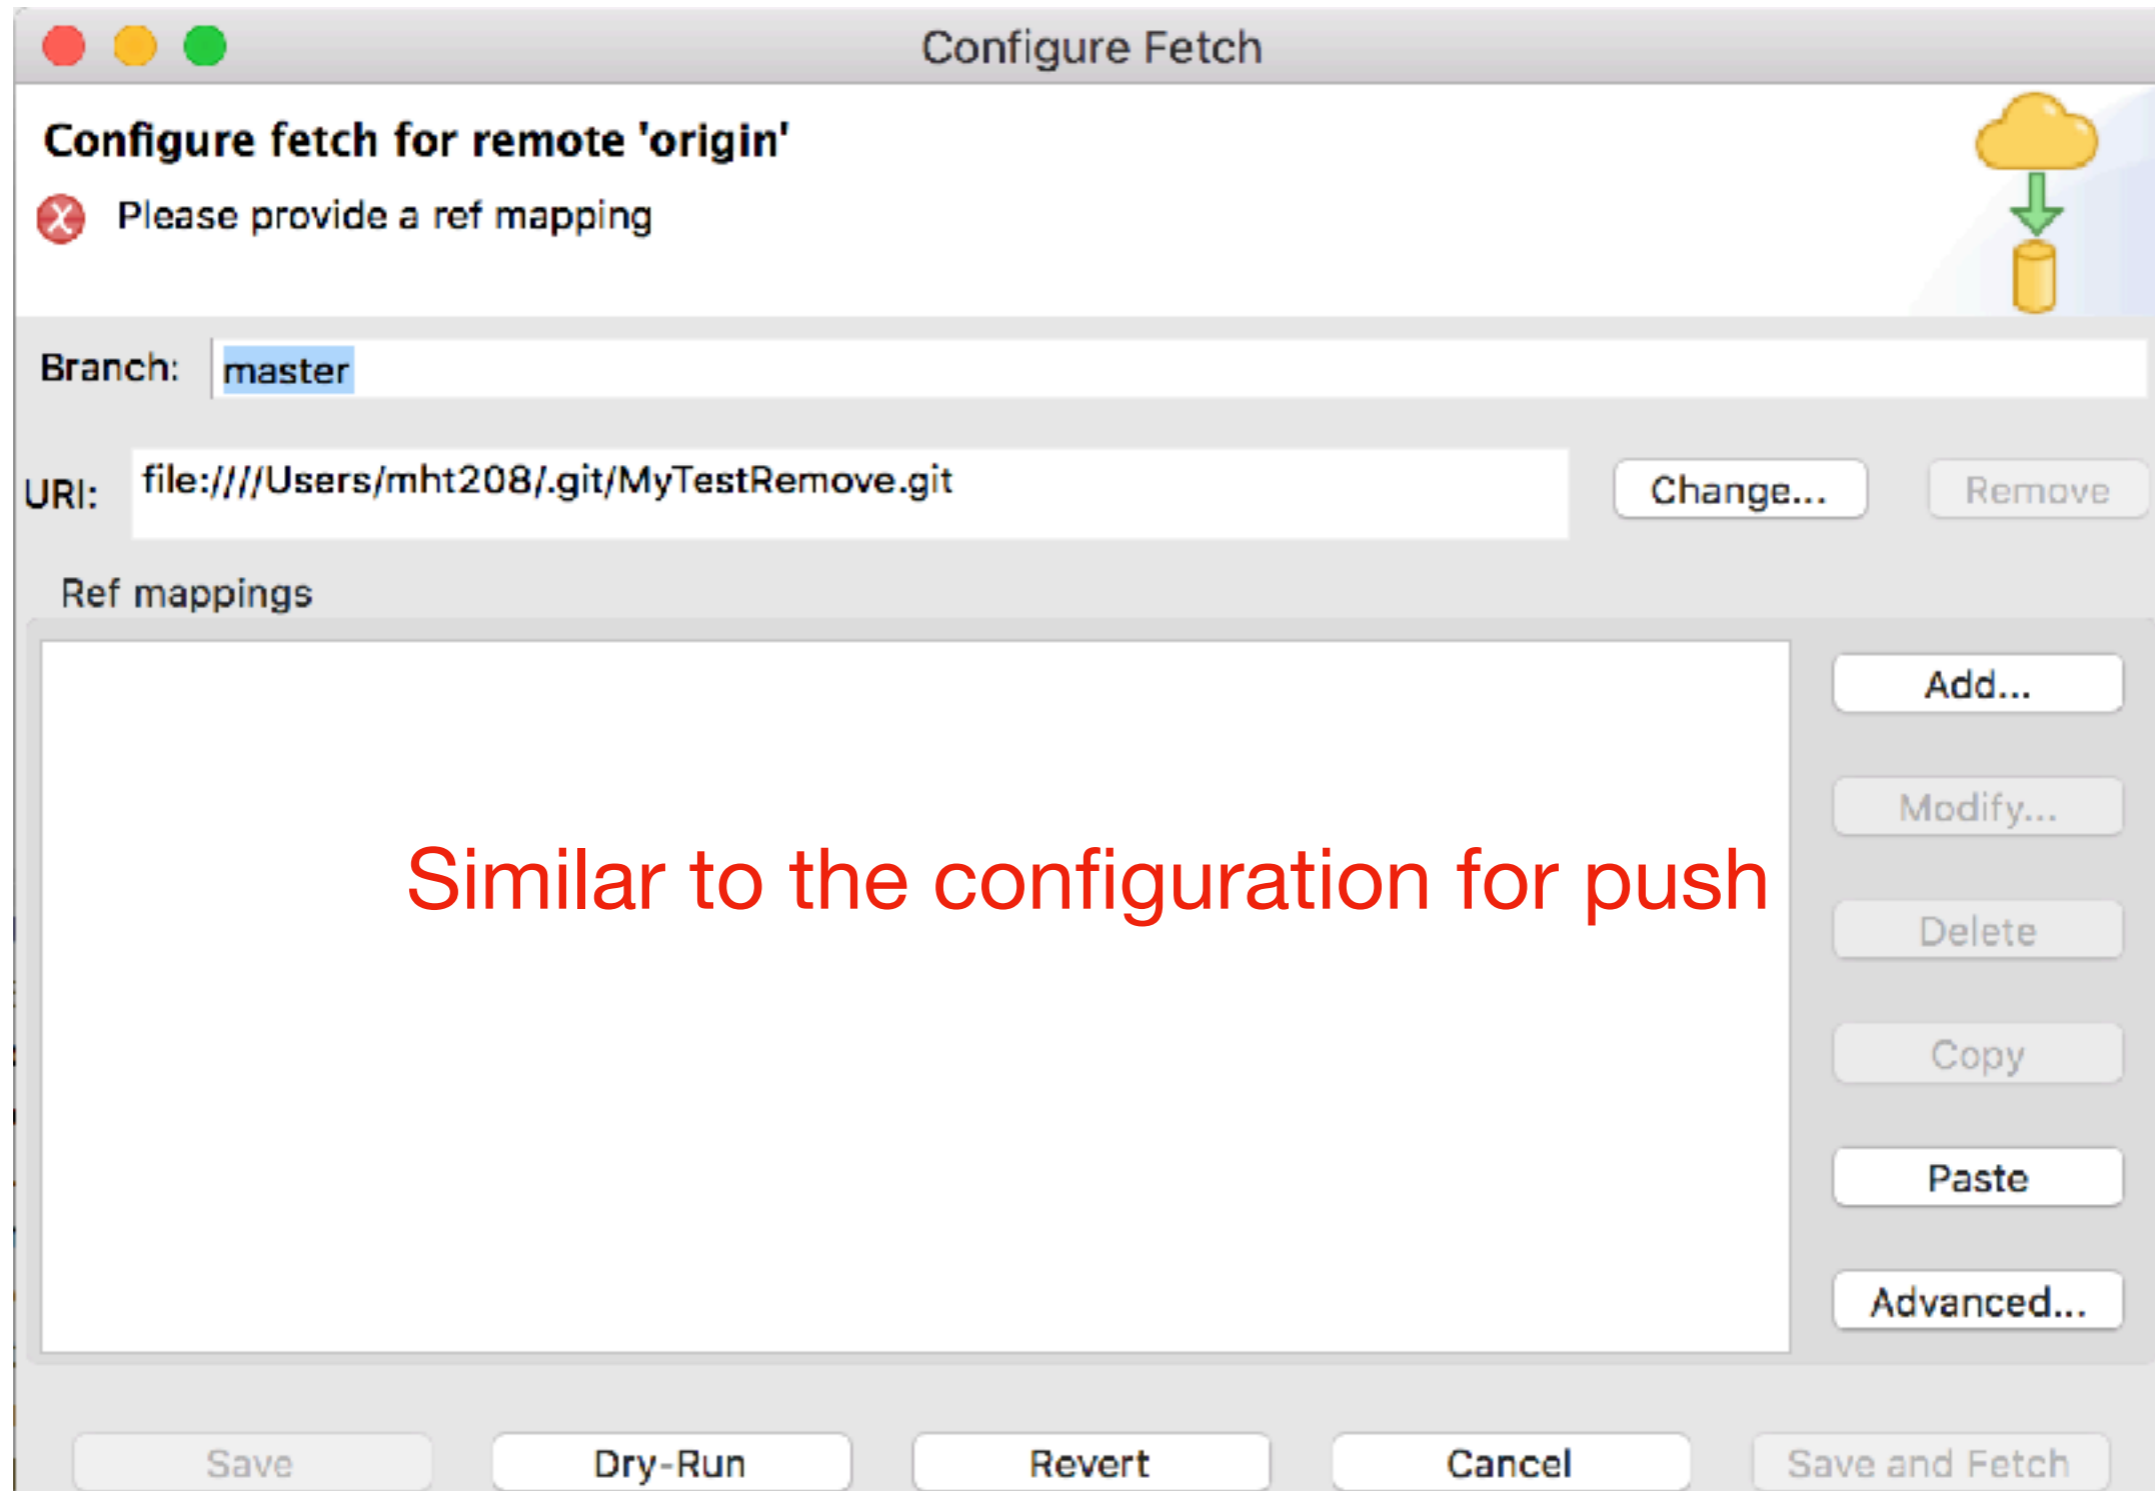 Configure Fetch
Configure fetch for remote 'origin'
Please provide a ref mapping
Branch: master
URI: file:////Users/mht208/.git/MyTestRemove.git Change... Remove
Ref mappings
Add...
Modify...
Similar to the configuration for push
Delete
Copy
Paste
Advanced...
Save Dry-Run Revert Cancel Save and Fetch